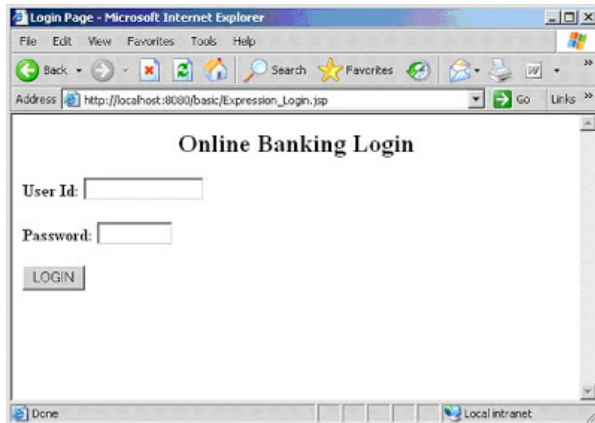 Login Page - Microsoft Internet Explorer
File Edit View Favorites Tools Help
Back Search Favorites »
Address http://localhost:8080/basic/Expression_Login.jsp Go Links »
Online Banking Login
User Id:
Password:
LOGIN
Done Local intranet